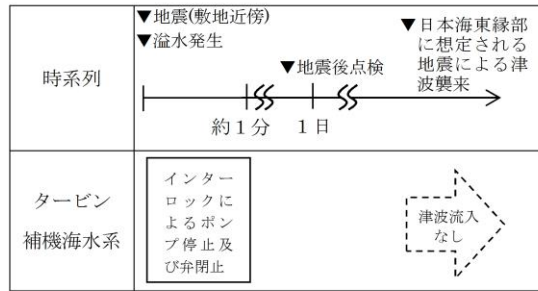 時系列
▼地震(敷地近傍)
▼溢水発生
▼地震後点検
▼日本海東縁部
に想定される
地震による津
波襲来
約1分
1日
タービン
補機海水系
インター
ロックに
よるポン
プ停止及
び弁閉止
津波流入
なし